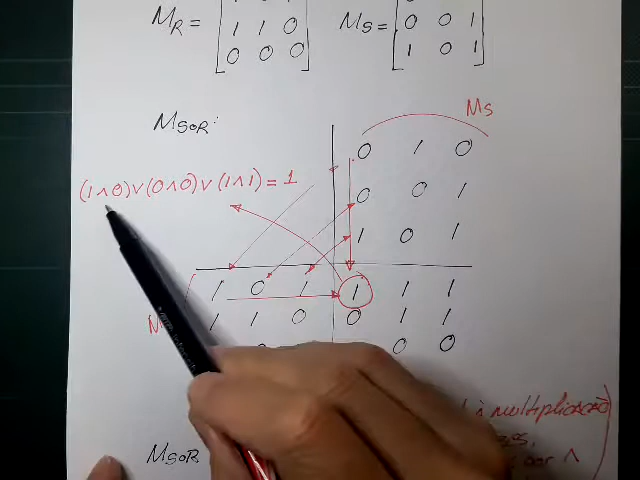 M_R = [1 1 0
0 0 0]
M_S = [0 0 1
1 0 1]
M_SOR:
M_S
0 1 0
(1∧0)∨(0∧0)∨(1∧1) = 1
0 0 1
1 0 1
1 0 1 1 1 1
1 1 0 0 1 1
0 0
M_SOR